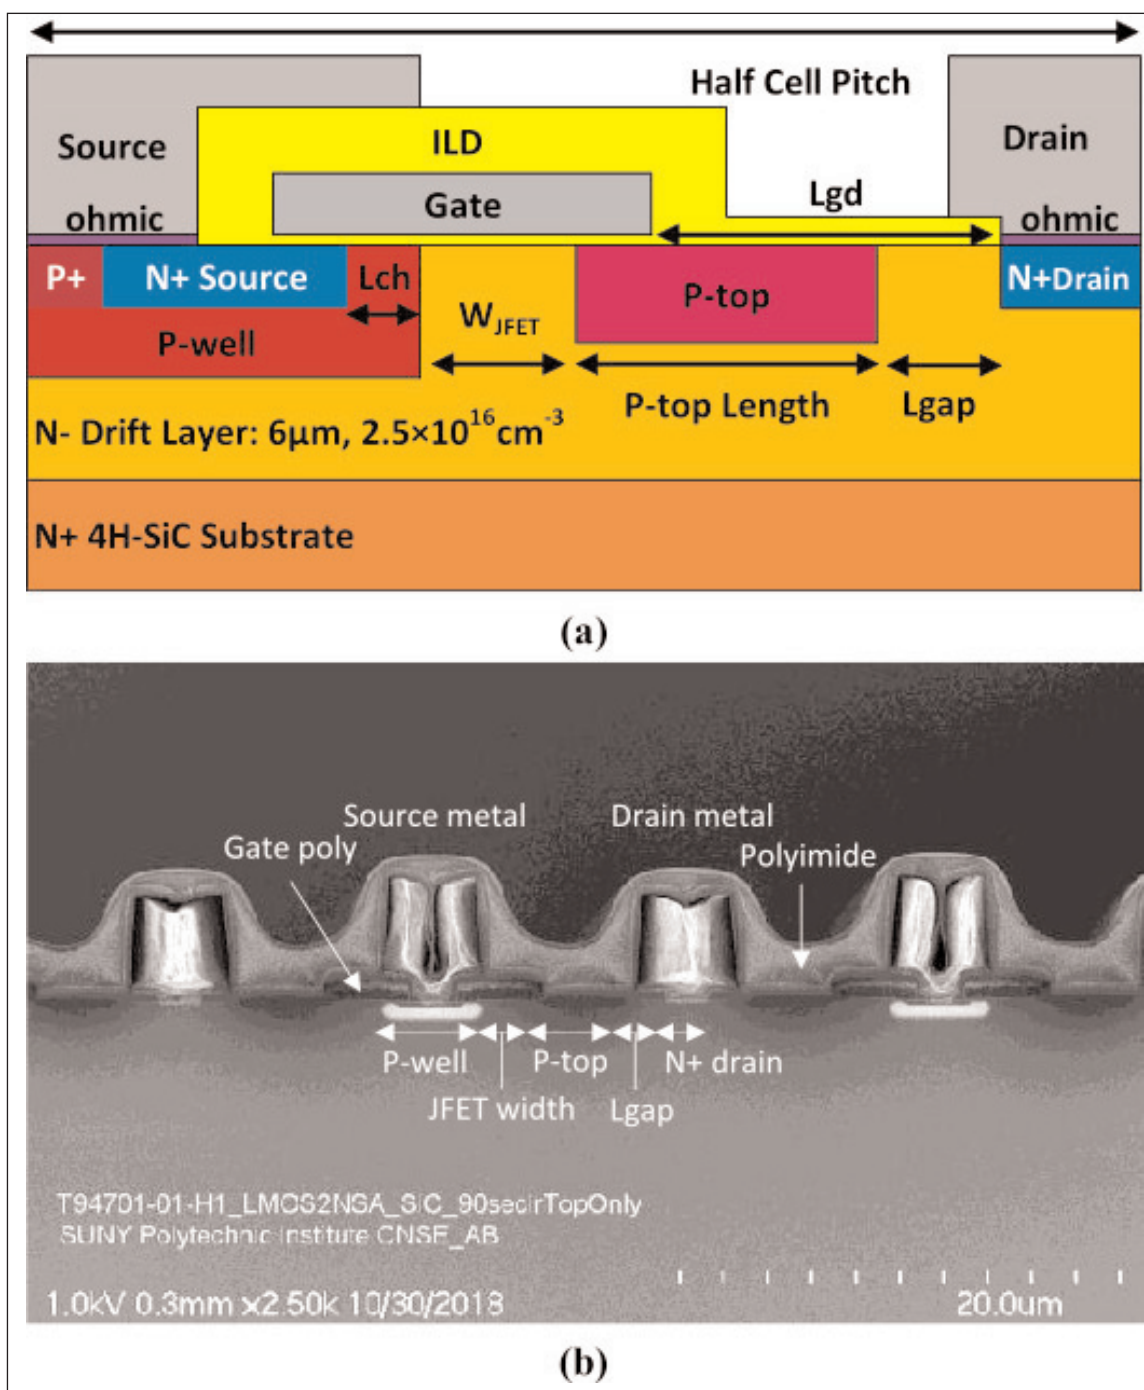 Half Cell Pitch
Source
ILD
Drain
ohmic
Gate
Lgd
ohmic
P+
N+ Source
Lch
P-top
N+Drain
P-well
WJFET
P-top Length
Lgap
N- Drift Layer: 6μm, 2.5×10¹⁶cm⁻³
N+ 4H-SiC Substrate
(a)
Source metal
Drain metal
Gate poly
Polyimide
P-well
P-top
N+ drain
JFET width
Lgap
T94701-01-H1_LMOS2NSA_SiC_90secirTopOnly
SUNY Polytechnic Institute CNSE_AB
1.0kV 0.3mm x2.50k 10/30/2018
20.0um
(b)